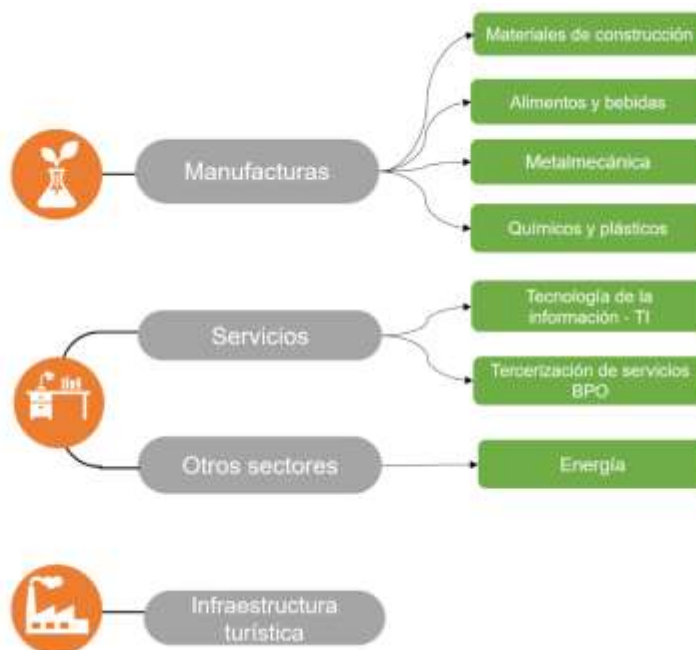 Materiales de construcción
Alimentos y bebidas
Manufacturas
Metalmecánica
Químicos y plásticos
Tecnología de la
información - TI
Servicios
Tercerización de servicios
BPO
Otros sectores
Energía
Infraestructura
turística